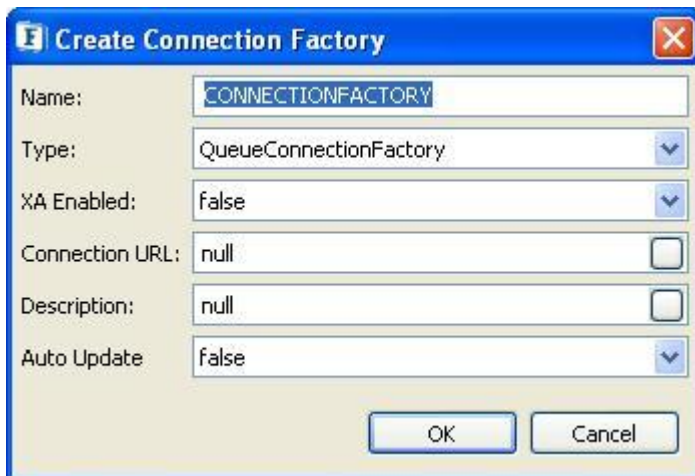 F Create Connection Factory
Name: CONNECTIONFACTORY
Type: QueueConnectionFactory
XA Enabled: false
Connection URL: null
Description: null
Auto Update false
OK Cancel